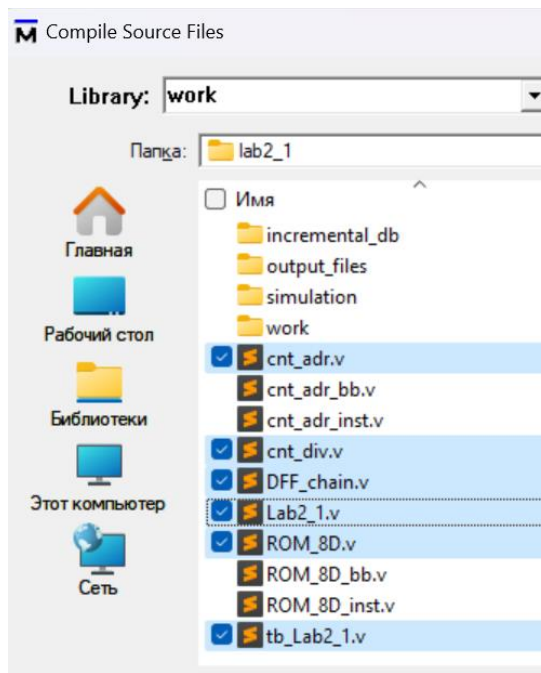 Compile Source Files
Library: work
Папка: lab2_1
Имя
incremental_db
output_files
simulation
work
cnt_adr.v
cnt_adr_bb.v
cnt_adr_inst.v
cnt_div.v
DFF_chain.v
Lab2_1.v
ROM_8D.v
ROM_8D_bb.v
ROM_8D_inst.v
tb_Lab2_1.v
Главная
Рабочий стол
Библиотеки
Этот компьютер
Сеть